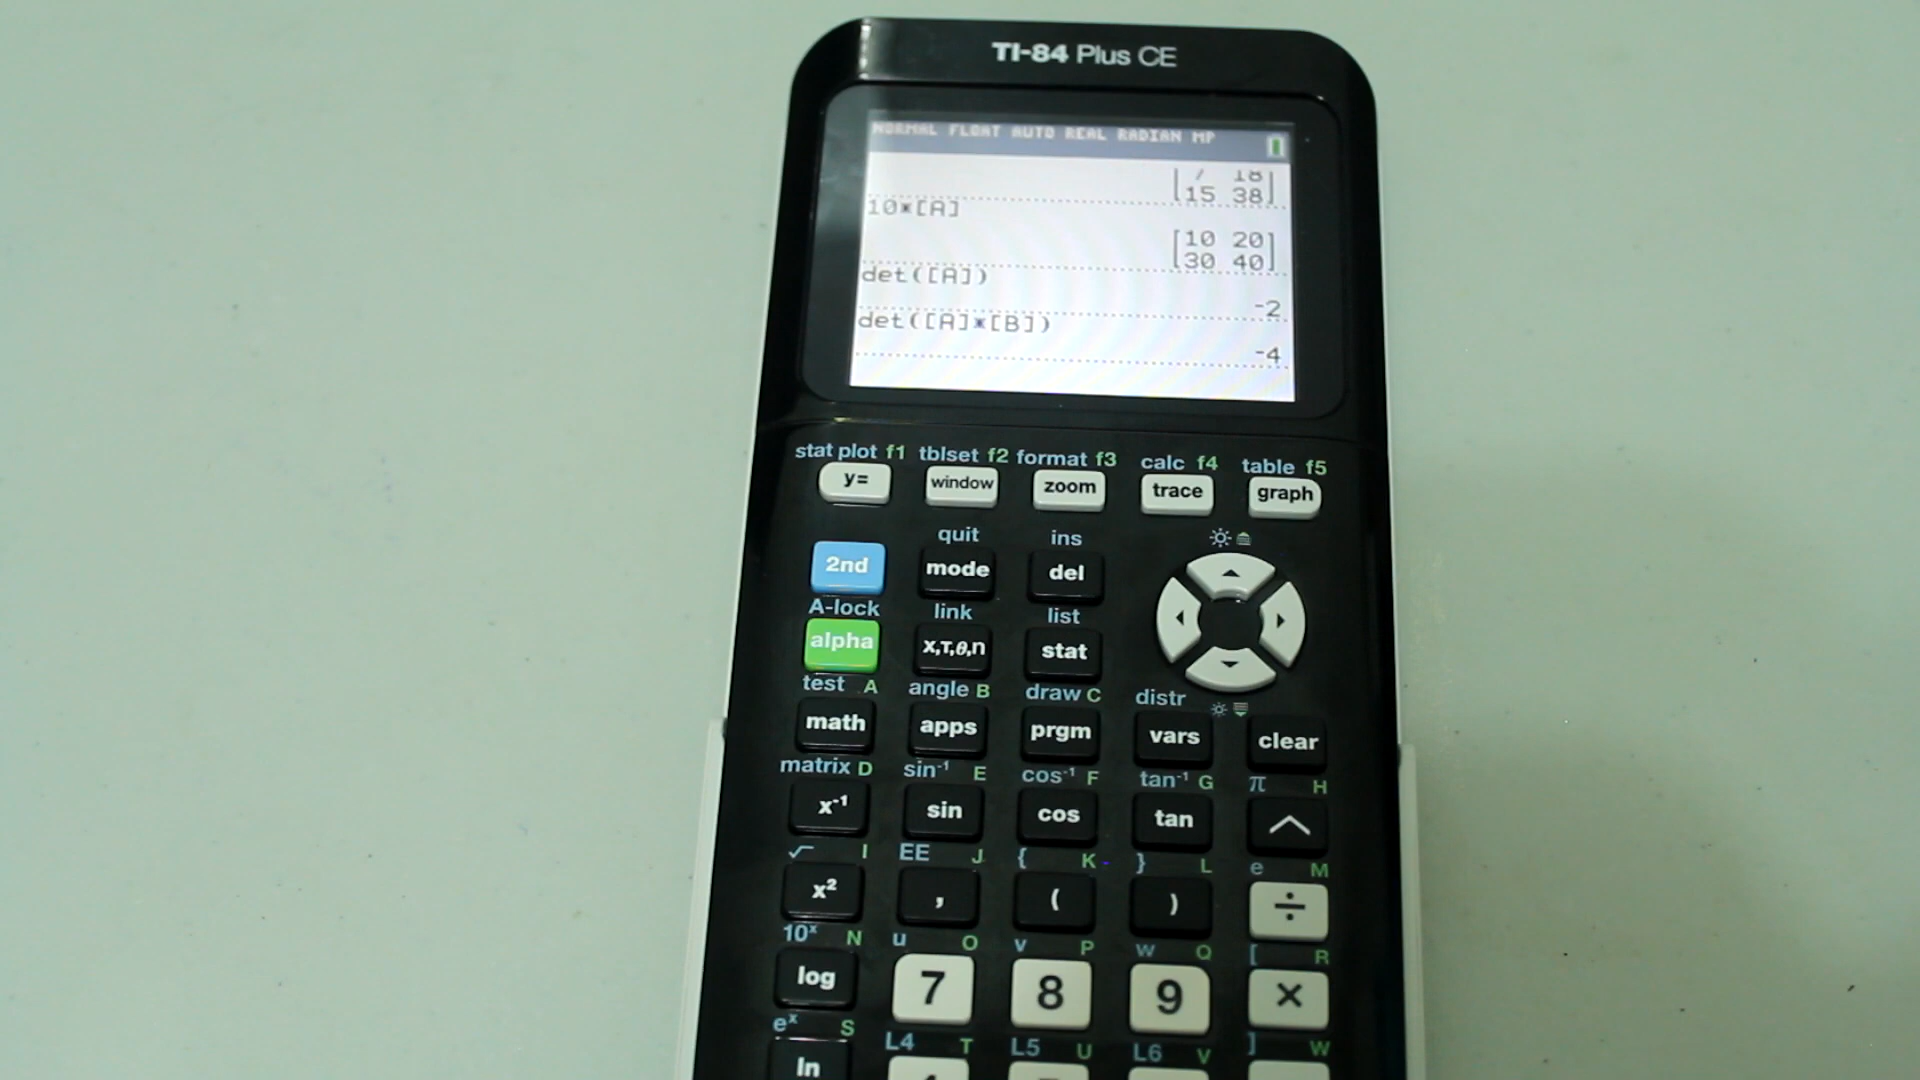 TI-84 Plus CE
NORMAL FLOAT AUTO REAL RADIAN MP
15 38
10*[A]
10 20
30 40
det([A])
-2
det([A]*[B])
-4
stat plot f1 tblset f2 format f3 calc f4 table f5
y= window zoom trace graph
quit ins
2nd mode del
A-lock link list
alpha X,T,θ,n stat
test A angle B draw C distr
math apps prgm vars clear
matrix D sin⁻¹ E cos⁻¹ F tan⁻¹ G π H
x⁻¹ sin cos tan ^
√ I EE J { K } L e M
x² , ( ) ÷
10ˣ N u O v P w Q [ R
log 7 8 9 ×
eˣ S L4 T L5 U L6 V ] W
ln